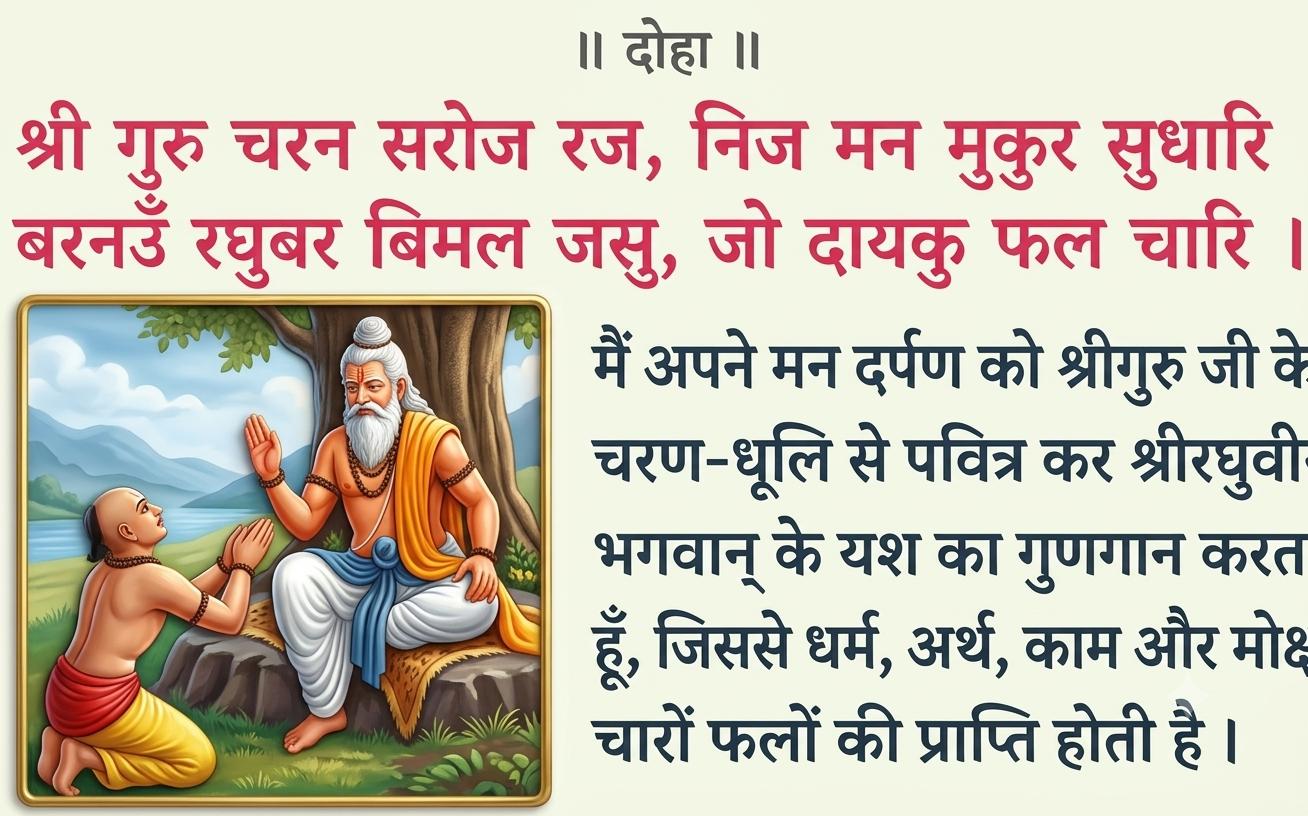 ॥ दोहा ॥
श्री गुरु चरन सरोज रज, निज मन मुकुर सुधारि
बरनउँ रघुबर बिमल जसु, जो दायकु फल चारि ।
मैं अपने मन दर्पण को श्रीगुरु जी के
चरण-धूलि से पवित्र कर
भगवान् के यश का गुणगान
हूँ, जिससे धर्म, अर्थ, काम और
चारों फलों की प्राप्ति होती है ।